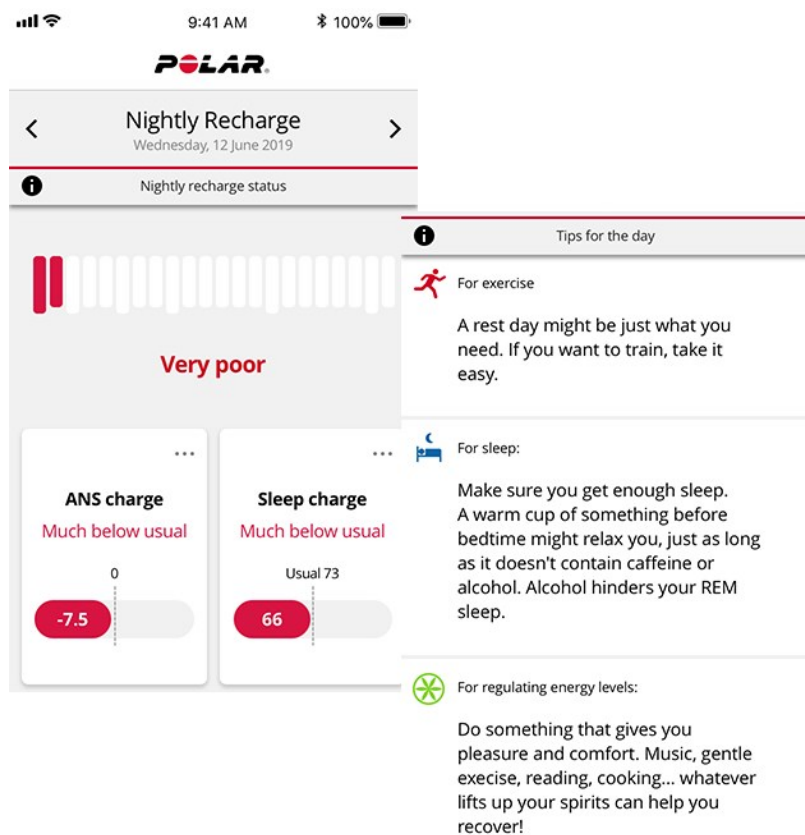 9:41 AM
100%
POLAR.
Nightly Recharge
Wednesday, 12 June 2019
Nightly recharge status
Very poor
ANS charge
Much below usual
0
-7.5
Sleep charge
Much below usual
Usual 73
66
Tips for the day
For exercise
A rest day might be just what you
need. If you want to train, take it
easy.
For sleep:
Make sure you get enough sleep.
A warm cup of something before
bedtime might relax you, just as long
as it doesn't contain caffeine or
alcohol. Alcohol hinders your REM
sleep.
For regulating energy levels:
Do something that gives you
pleasure and comfort. Music, gentle
execise, reading, cooking... whatever
lifts up your spirits can help you
recover!